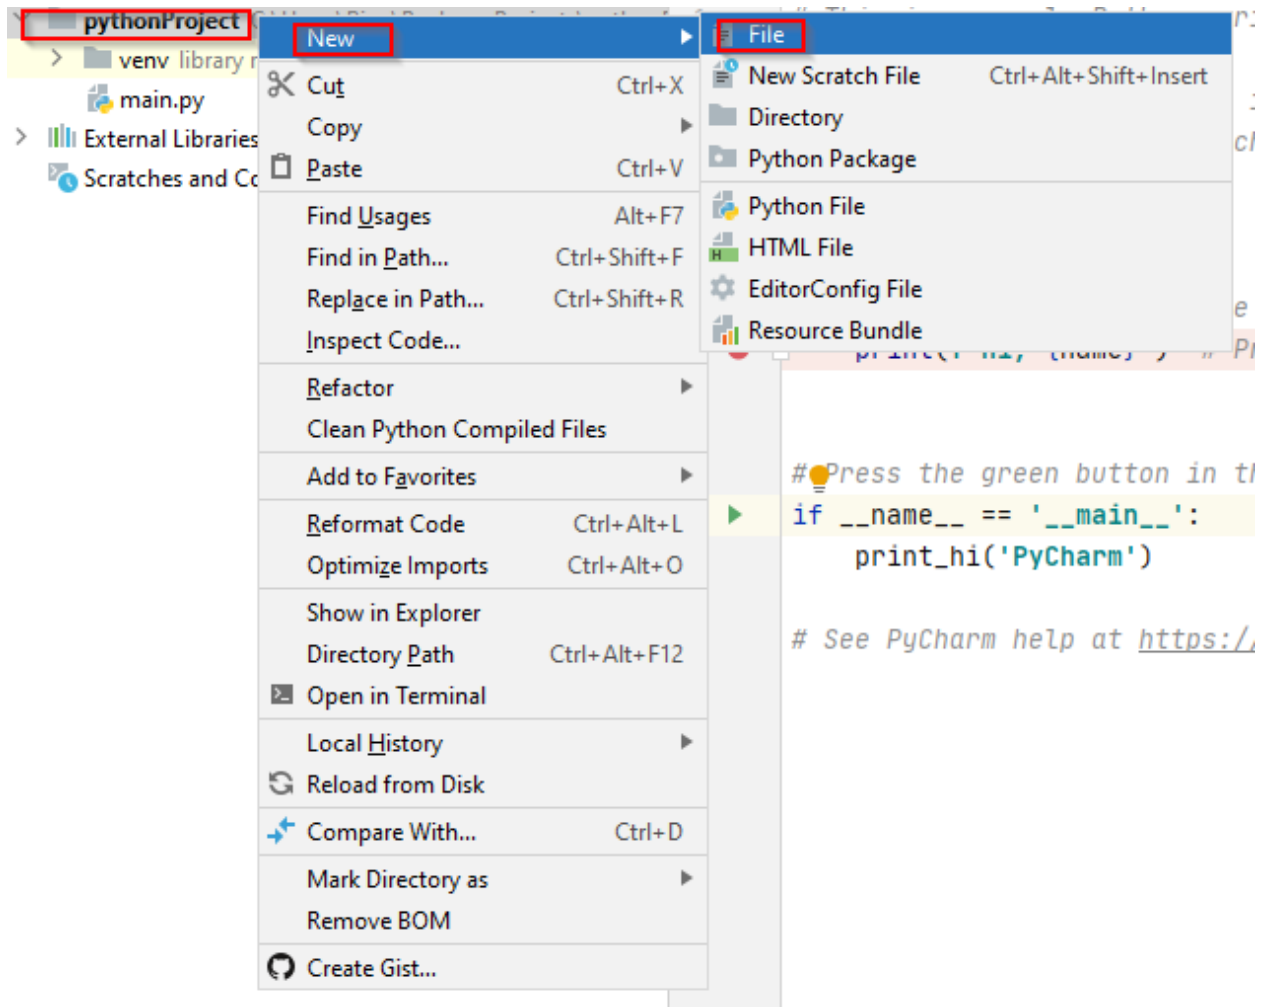 pythonProject
venv library r
main.py
External Libraries
Scratches and Co
New
Cut Ctrl+X
Copy
Paste Ctrl+V
Find Usages Alt+F7
Find in Path... Ctrl+Shift+F
Replace in Path... Ctrl+Shift+R
Inspect Code...
Refactor
Clean Python Compiled Files
Add to Favorites
Reformat Code Ctrl+Alt+L
Optimize Imports Ctrl+Alt+O
Show in Explorer
Directory Path Ctrl+Alt+F12
Open in Terminal
Local History
Reload from Disk
Compare With... Ctrl+D
Mark Directory as
Remove BOM
Create Gist...
File
New Scratch File Ctrl+Alt+Shift+Insert
Directory
Python Package
Python File
HTML File
EditorConfig File
Resource Bundle
print(f'Hi, {name}') # Pr
# Press the green button in th
if __name__ == '__main__':
print_hi('PyCharm')
# See PyCharm help at https://